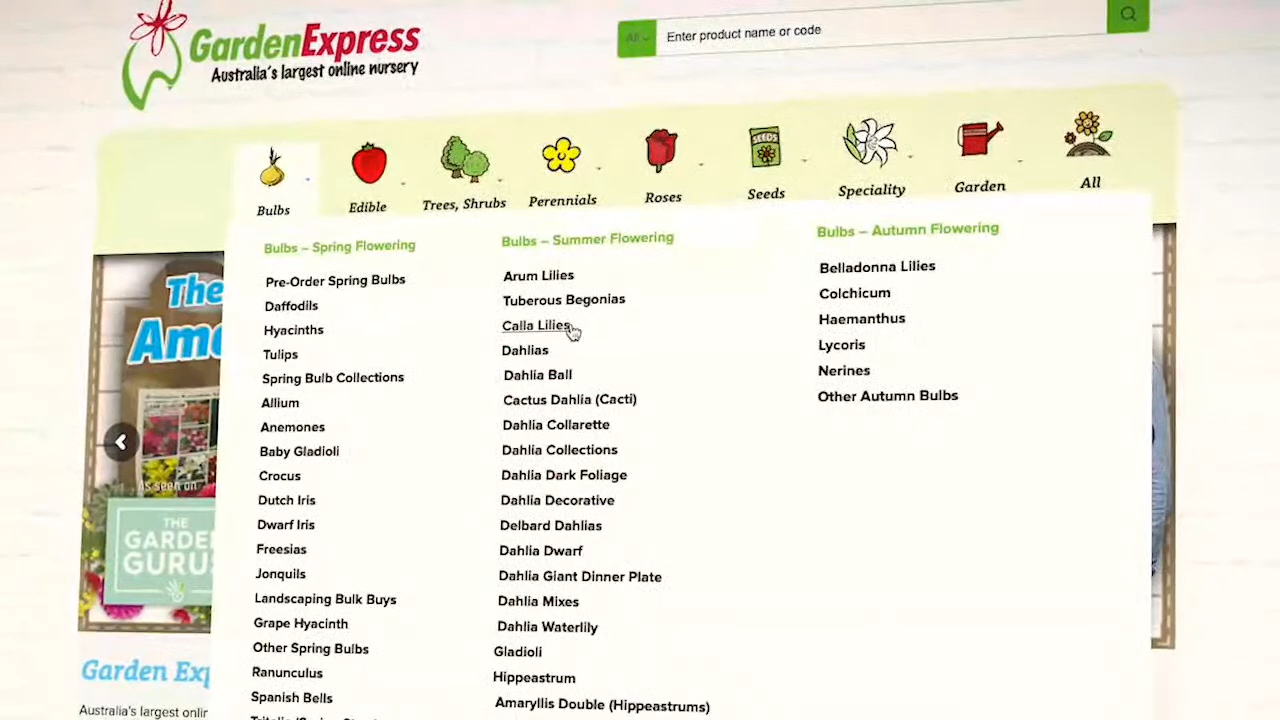 GardenExpress
Australia's largest online nursery
All
Enter product name or code
Bulbs
Edible
Trees, Shrubs
Perennials
Roses
Seeds
Speciality
Garden
All
Bulbs – Spring Flowering
Pre-Order Spring Bulbs
Daffodils
Hyacinths
Tulips
Spring Bulb Collections
Allium
Anemones
Baby Gladioli
Crocus
Dutch Iris
Dwarf Iris
Freesias
Jonquils
Landscaping Bulk Buys
Grape Hyacinth
Other Spring Bulbs
Ranunculus
Spanish Bells
Bulbs – Summer Flowering
Arum Lilies
Tuberous Begonias
Calla Lilies
Dahlias
Dahlia Ball
Cactus Dahlia (Cacti)
Dahlia Collarette
Dahlia Collections
Dahlia Dark Foliage
Dahlia Decorative
Delbard Dahlias
Dahlia Dwarf
Dahlia Giant Dinner Plate
Dahlia Mixes
Dahlia Waterlily
Gladioli
Hippeastrum
Amaryllis Double (Hippeastrums)
Bulbs – Autumn Flowering
Belladonna Lilies
Colchicum
Haemanthus
Lycoris
Nerines
Other Autumn Bulbs
The
Ama
As seen on
SEEDS
THE
GARDEN
GURUS
Garden Exp
Australia's largest onlin